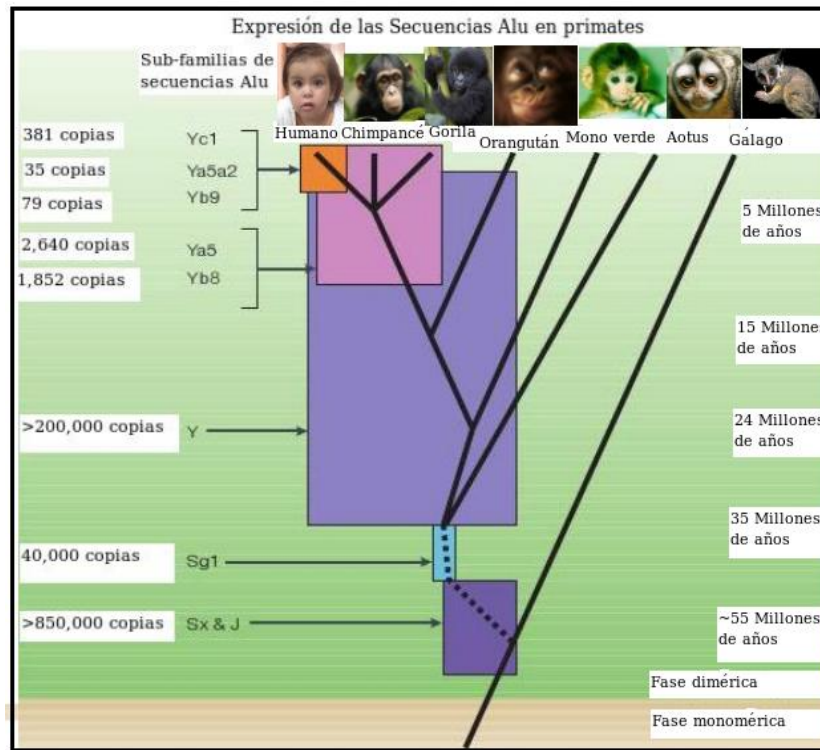 Expresión de las Secuencias Alu en primates
Sub-familias de
secuencias Alu
Humano Chimpancé Gorila Orangután Mono verde Aotus Gálago
381 copias Yc1
35 copias Ya5a2
79 copias Yb9
5 Millones
de años
2,640 copias Ya5
1,852 copias Yb8
15 Millones
de años
>200,000 copias Y
24 Millones
de años
35 Millones
de años
40,000 copias Sg1
>850,000 copias Sx & J
~55 Millones
de años
Fase dimérica
Fase monomérica